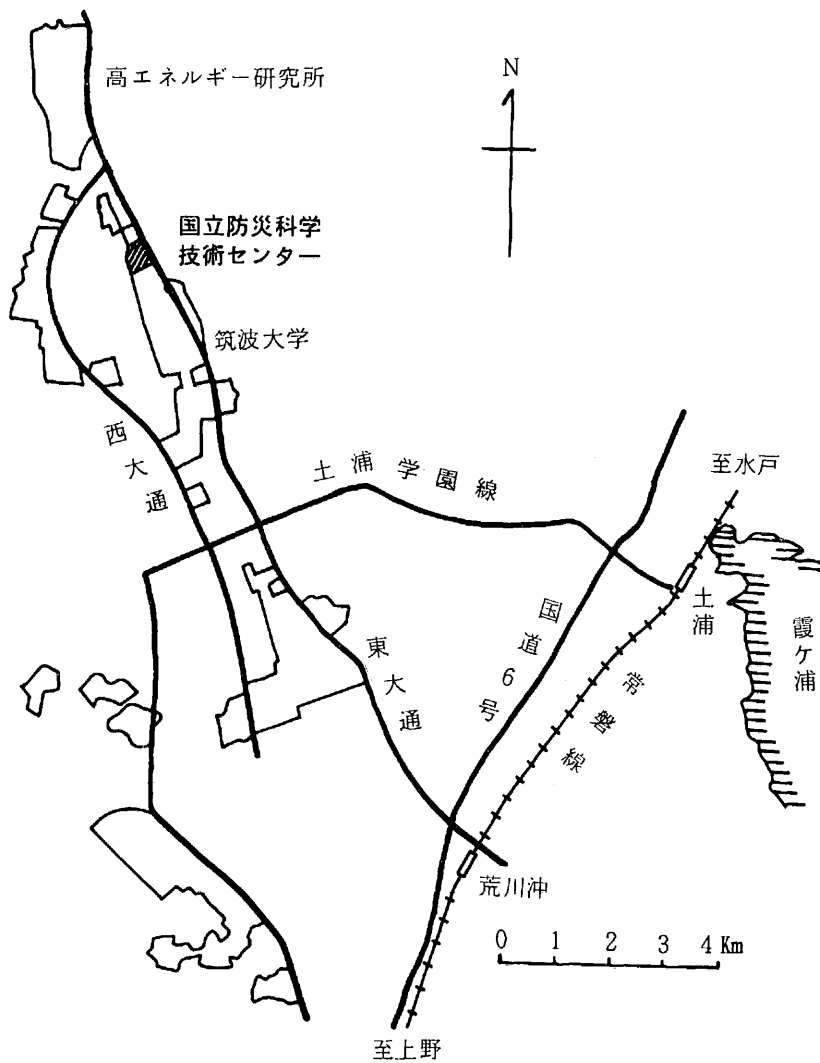 高エネルギー研究所
N
国立防災科学
技術センター
筑波大学
西大通
土浦学園線
至水戸
土浦
霞ヶ浦
国道6号
東大通
常磐線
荒川沖
0 1 2 3 4 Km
至上野